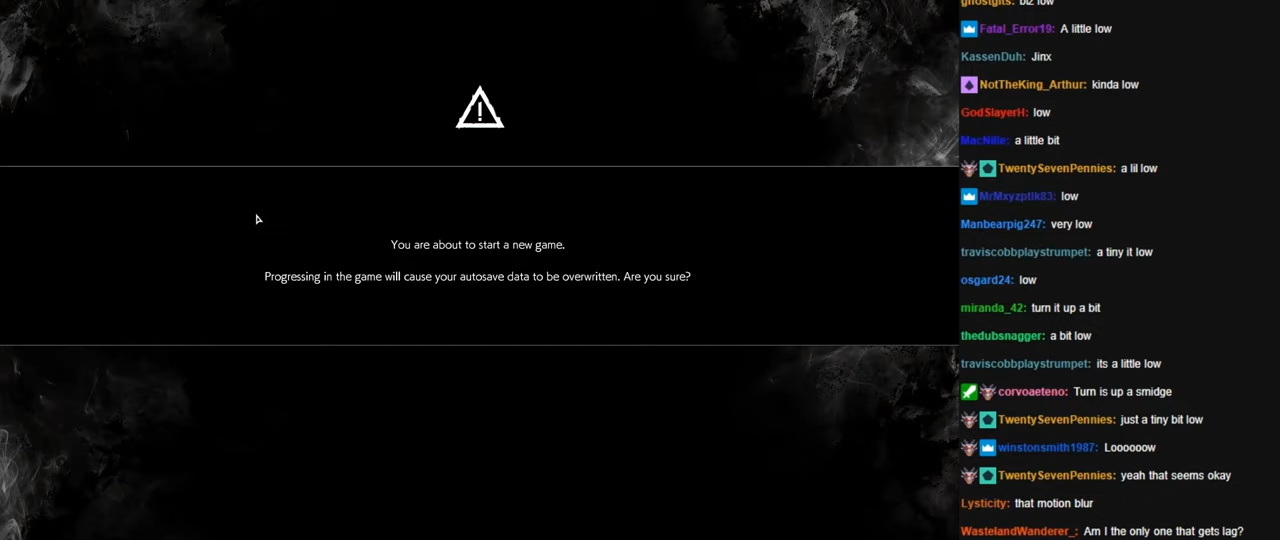 You are about to start a new game.
Progressing in the game will cause your autosave data to be overwritten. Are you sure?
ghostgits: biz low
Fatal_Error19: A little low
KassenDuh: Jinx
NotTheKing_Arthur: kinda low
GodSlayerH: low
MacNille: a little bit
TwentySevenPennies: a lil low
MrMxyzptlk83: low
Manbearpig247: very low
traviscobbplaystrumpet: a tiny it low
osgard24: low
miranda_42: turn it up a bit
thedubsnagger: a bit low
traviscobbplaystrumpet: its a little low
corvoaeteno: Turn is up a smidge
TwentySevenPennies: just a tiny bit low
winstonsmith1987: Loooooow
TwentySevenPennies: yeah that seems okay
Lysticity: that motion blur
WastelandWanderer_: Am I the only one that gets lag?